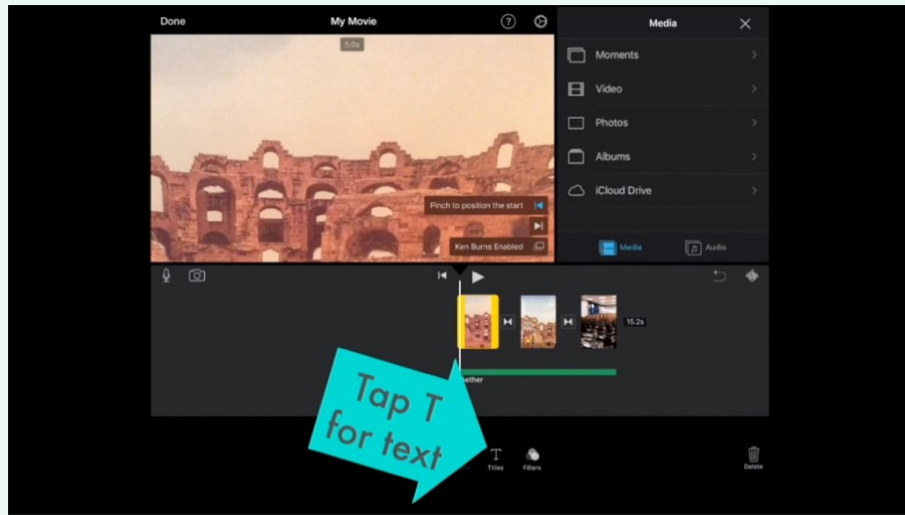 Done My Movie ? Media
5.0s
Moments
Video
Photos
Albums
iCloud Drive
Pinch to position the start
Ken Burns Enabled
Media Audio
15.2s
Tap T
for text
T
Titles Filters Delete